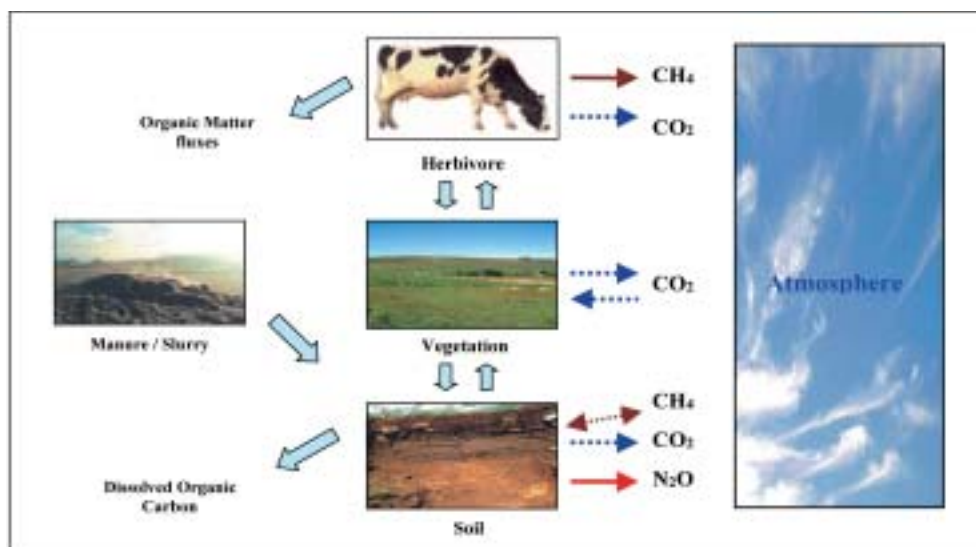 CH₄
Organic Matter
fluxes
CO₂
Herbivore
Atmosphere
CO₂
Manure / Slurry
Vegetation
CH₄
CO₂
N₂O
Dissolved Organic
Carbon
Soil